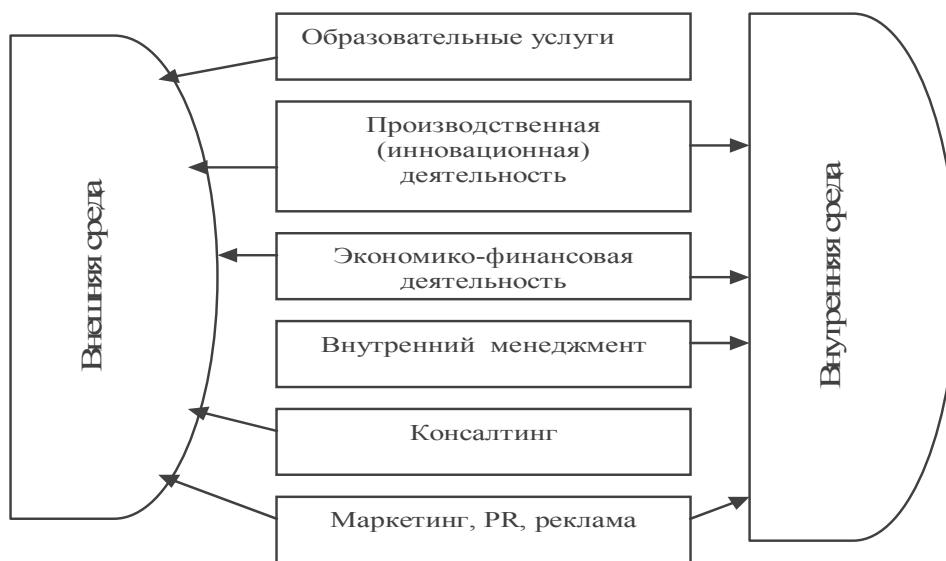 Образовательные услуги
Производственная
(инновационная)
деятельность
Экономико-финансовая
деятельность
Внутренний менеджмент
Консалтинг
Маркетинг, PR, реклама
Внешняя среда
Внутренняя среда